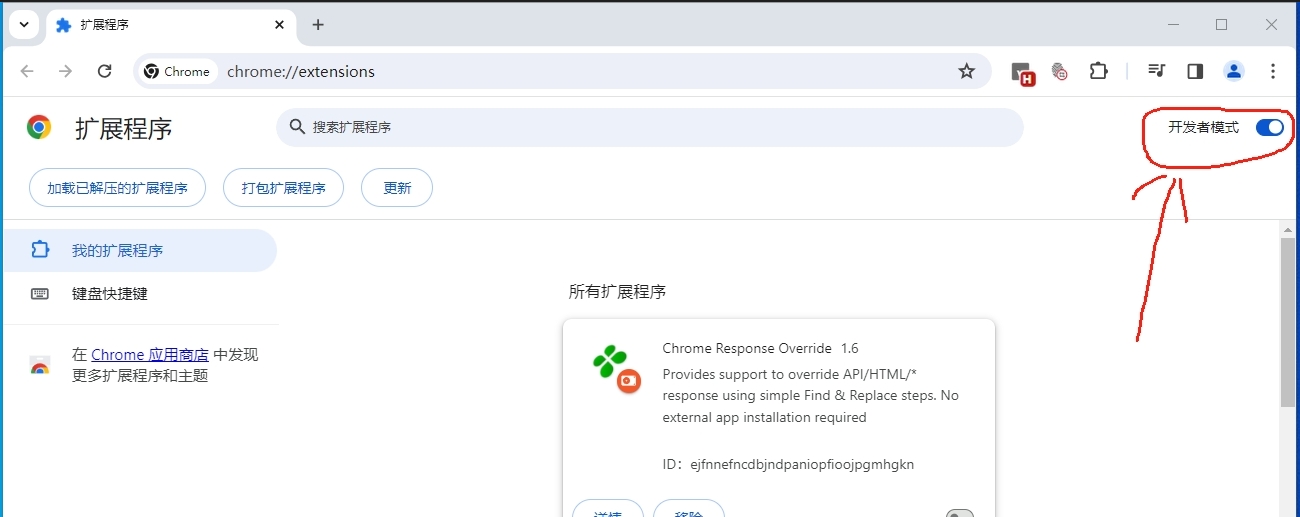 扩展程序
Chrome
chrome://extensions
H
扩展程序
搜索扩展程序
开发者模式
加载已解压的扩展程序
打包扩展程序
更新
我的扩展程序
键盘快捷键
在 Chrome 应用商店 中发现
更多扩展程序和主题
所有扩展程序
Chrome Response Override 1.6
Provides support to override API/HTML/*
response using simple Find & Replace steps. No
external app installation required
ID：ejfnnefncdbjndpaniopfioojpgmhgkn
详情
移除